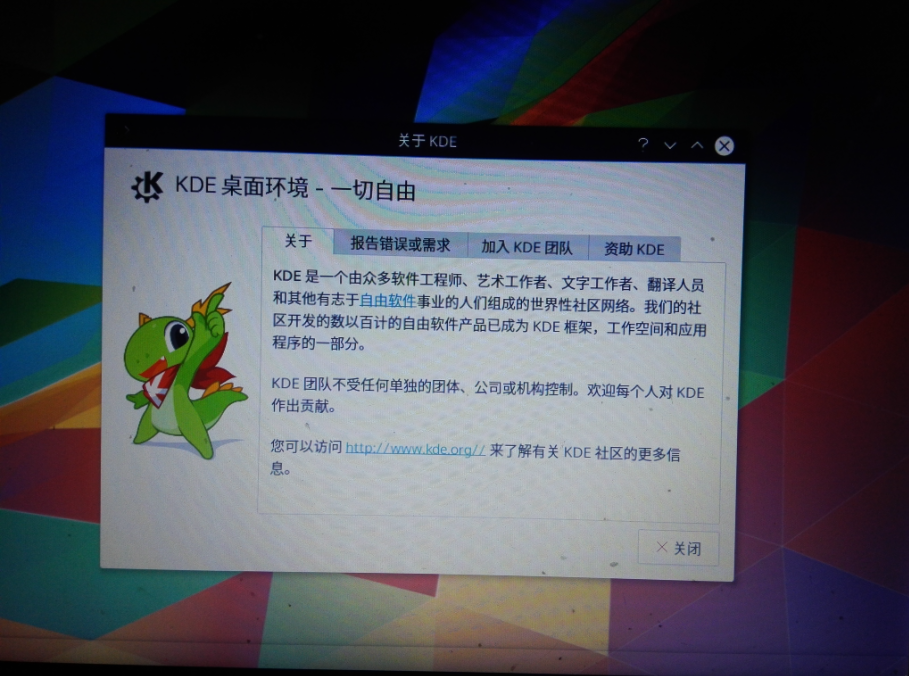 关于 KDE
KDE 桌面环境 - 一切自由
关于 报告错误或需求 加入 KDE 团队 资助 KDE
KDE 是一个由众多软件工程师、艺术工作者、文字工作者、翻译人员
和其他有志于自由软件事业的人们组成的世界性社区网络。我们的社
区开发的数以百计的自由软件产品已成为 KDE 框架，工作空间和应用
程序的一部分。
KDE 团队不受任何单独的团体、公司或机构控制。欢迎每个人对 KDE
作出贡献。
您可以访问 http://www.kde.org// 来了解有关 KDE 社区的更多信
息。
关闭